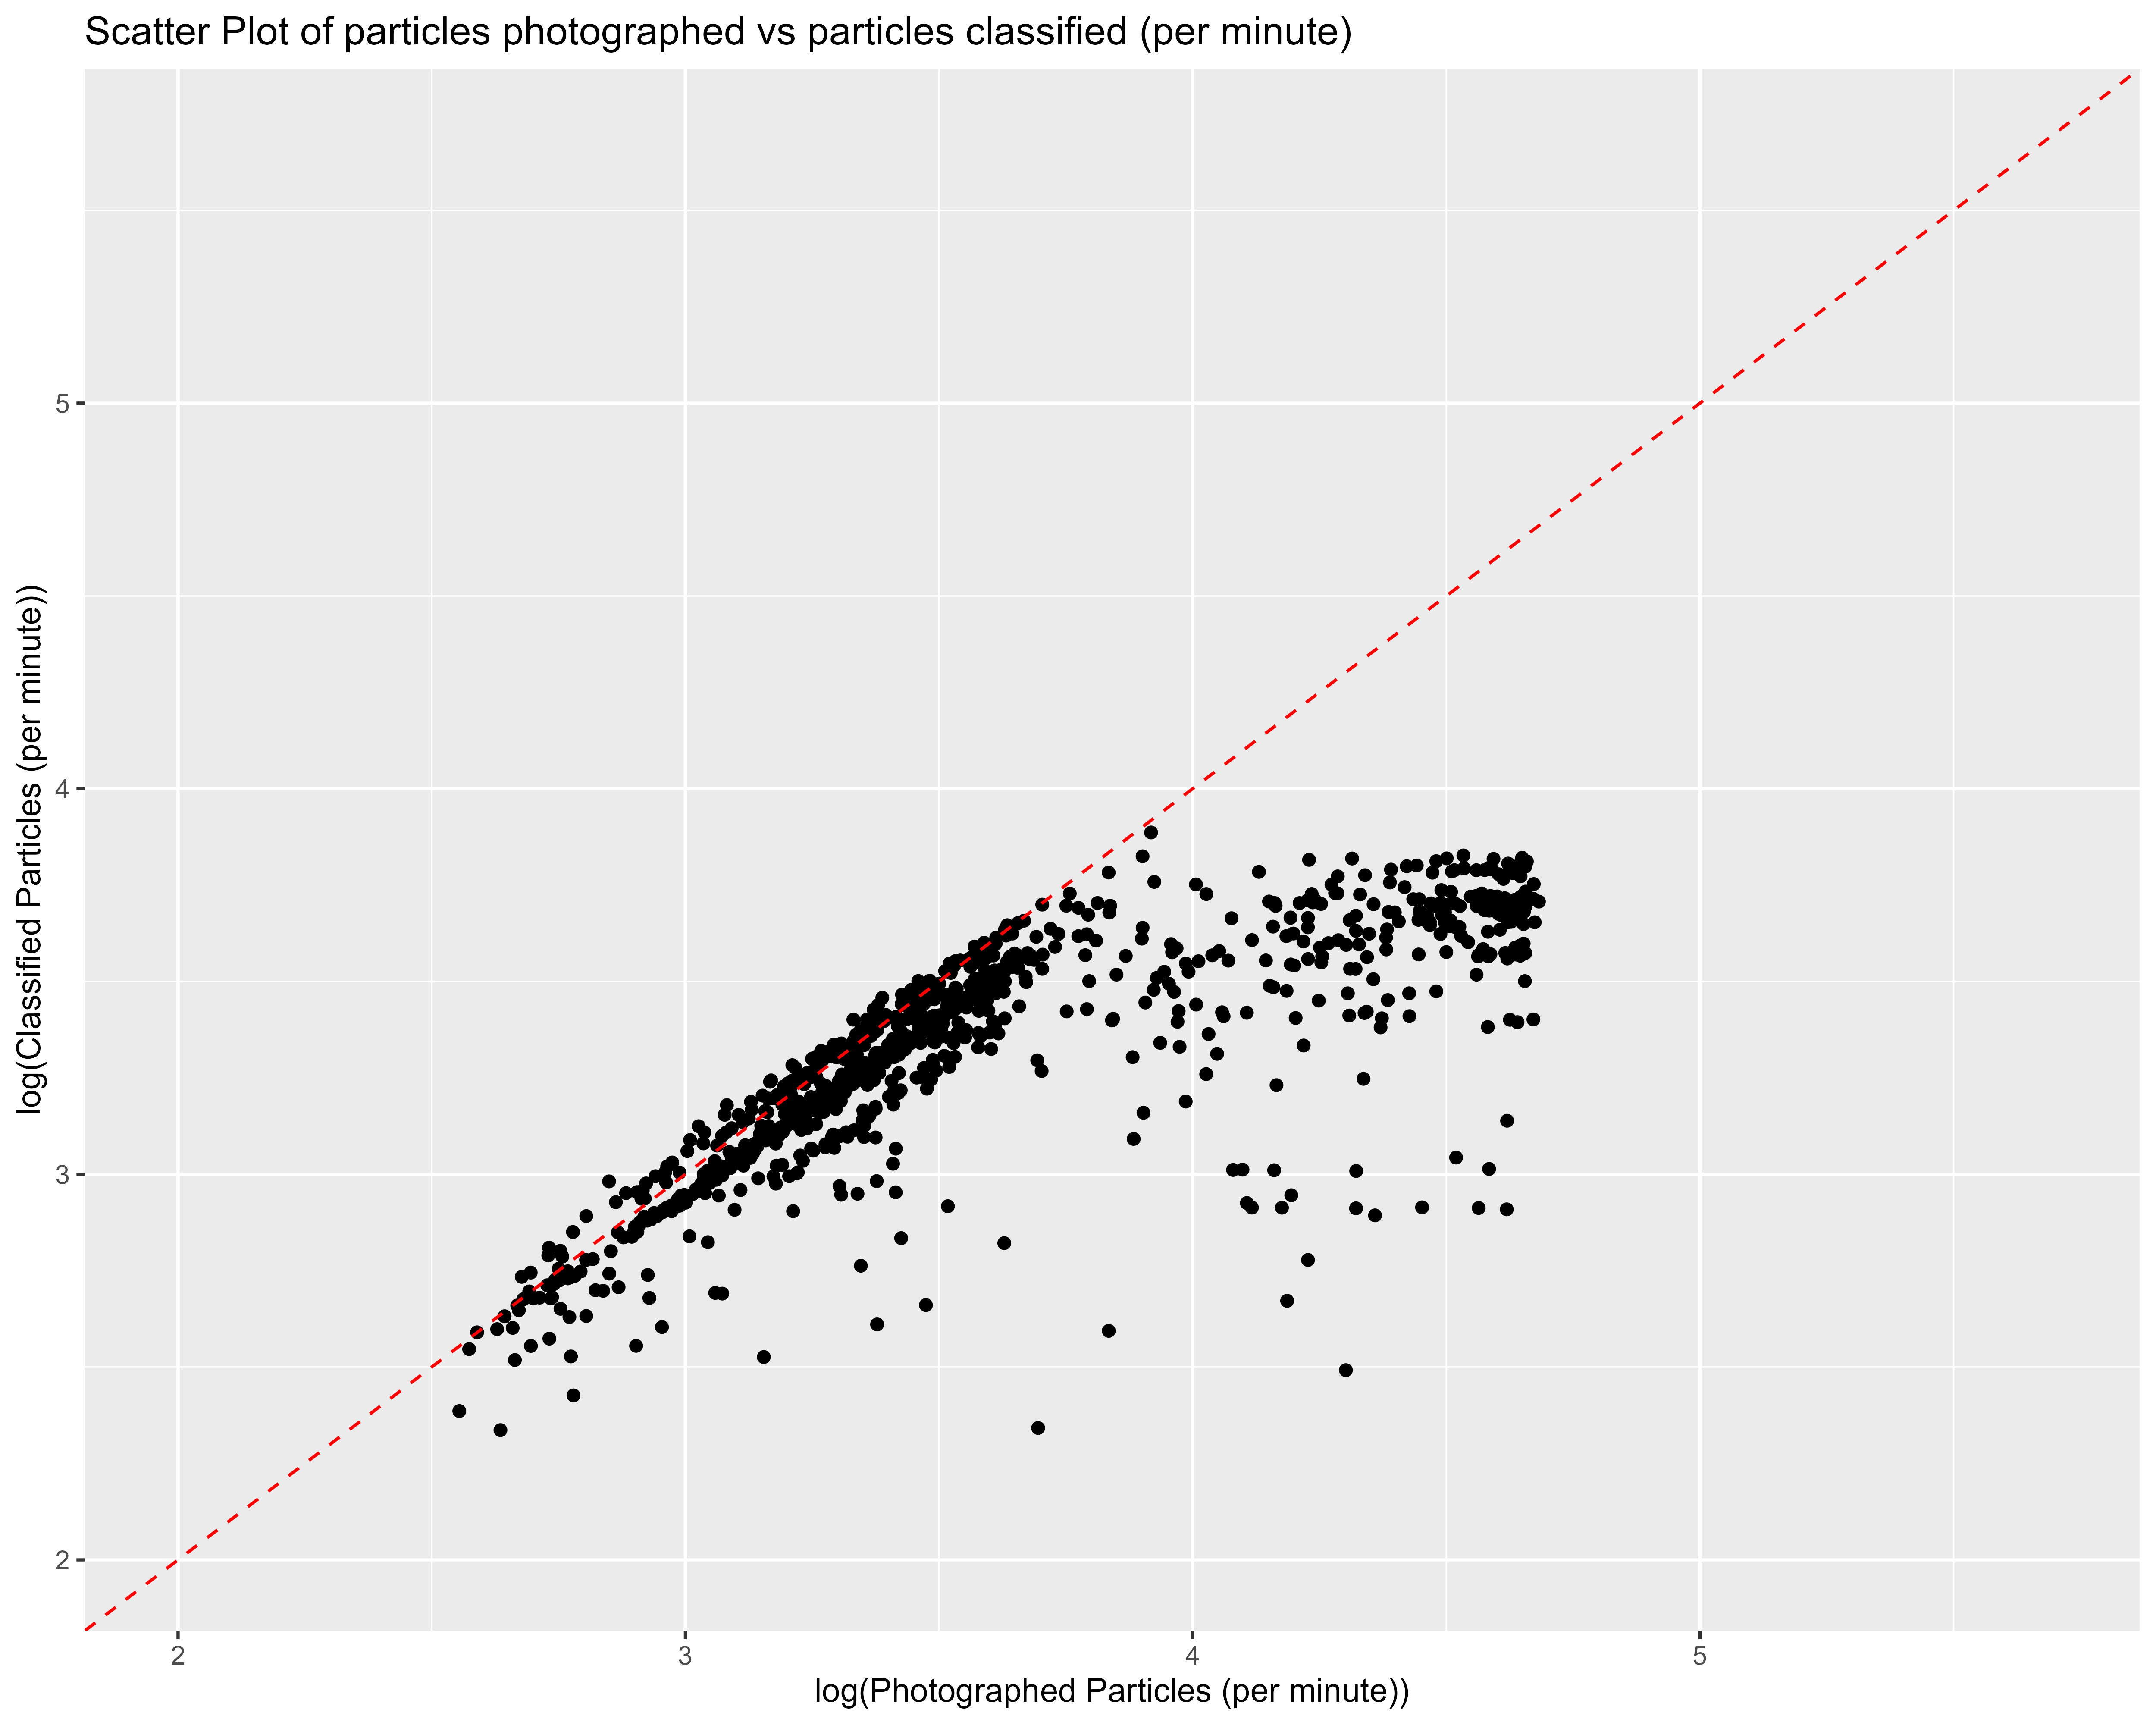 Scatter Plot of particles photographed vs particles classified (per minute)
log(Classified Particles (per minute))
5
4
3
2
2
3
4
5
log(Photographed Particles (per minute))